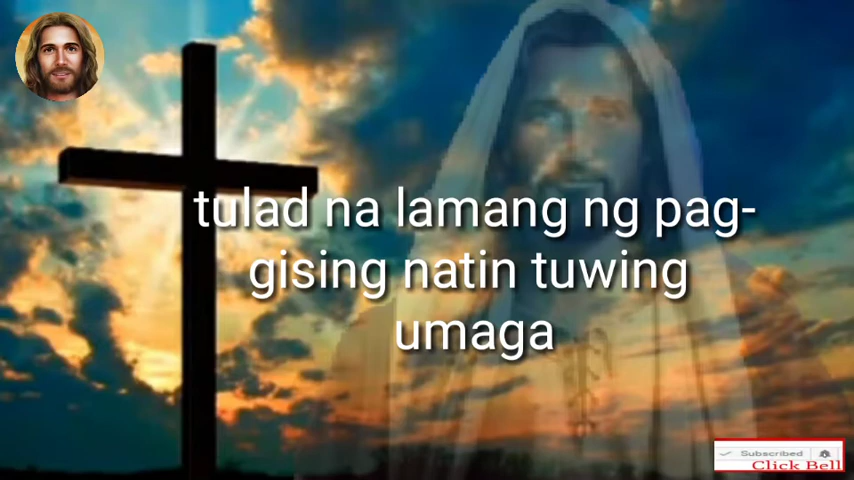 tulad na lamang ng pag-
gising natin tuwing
umaga
Subscribed
Click Bell